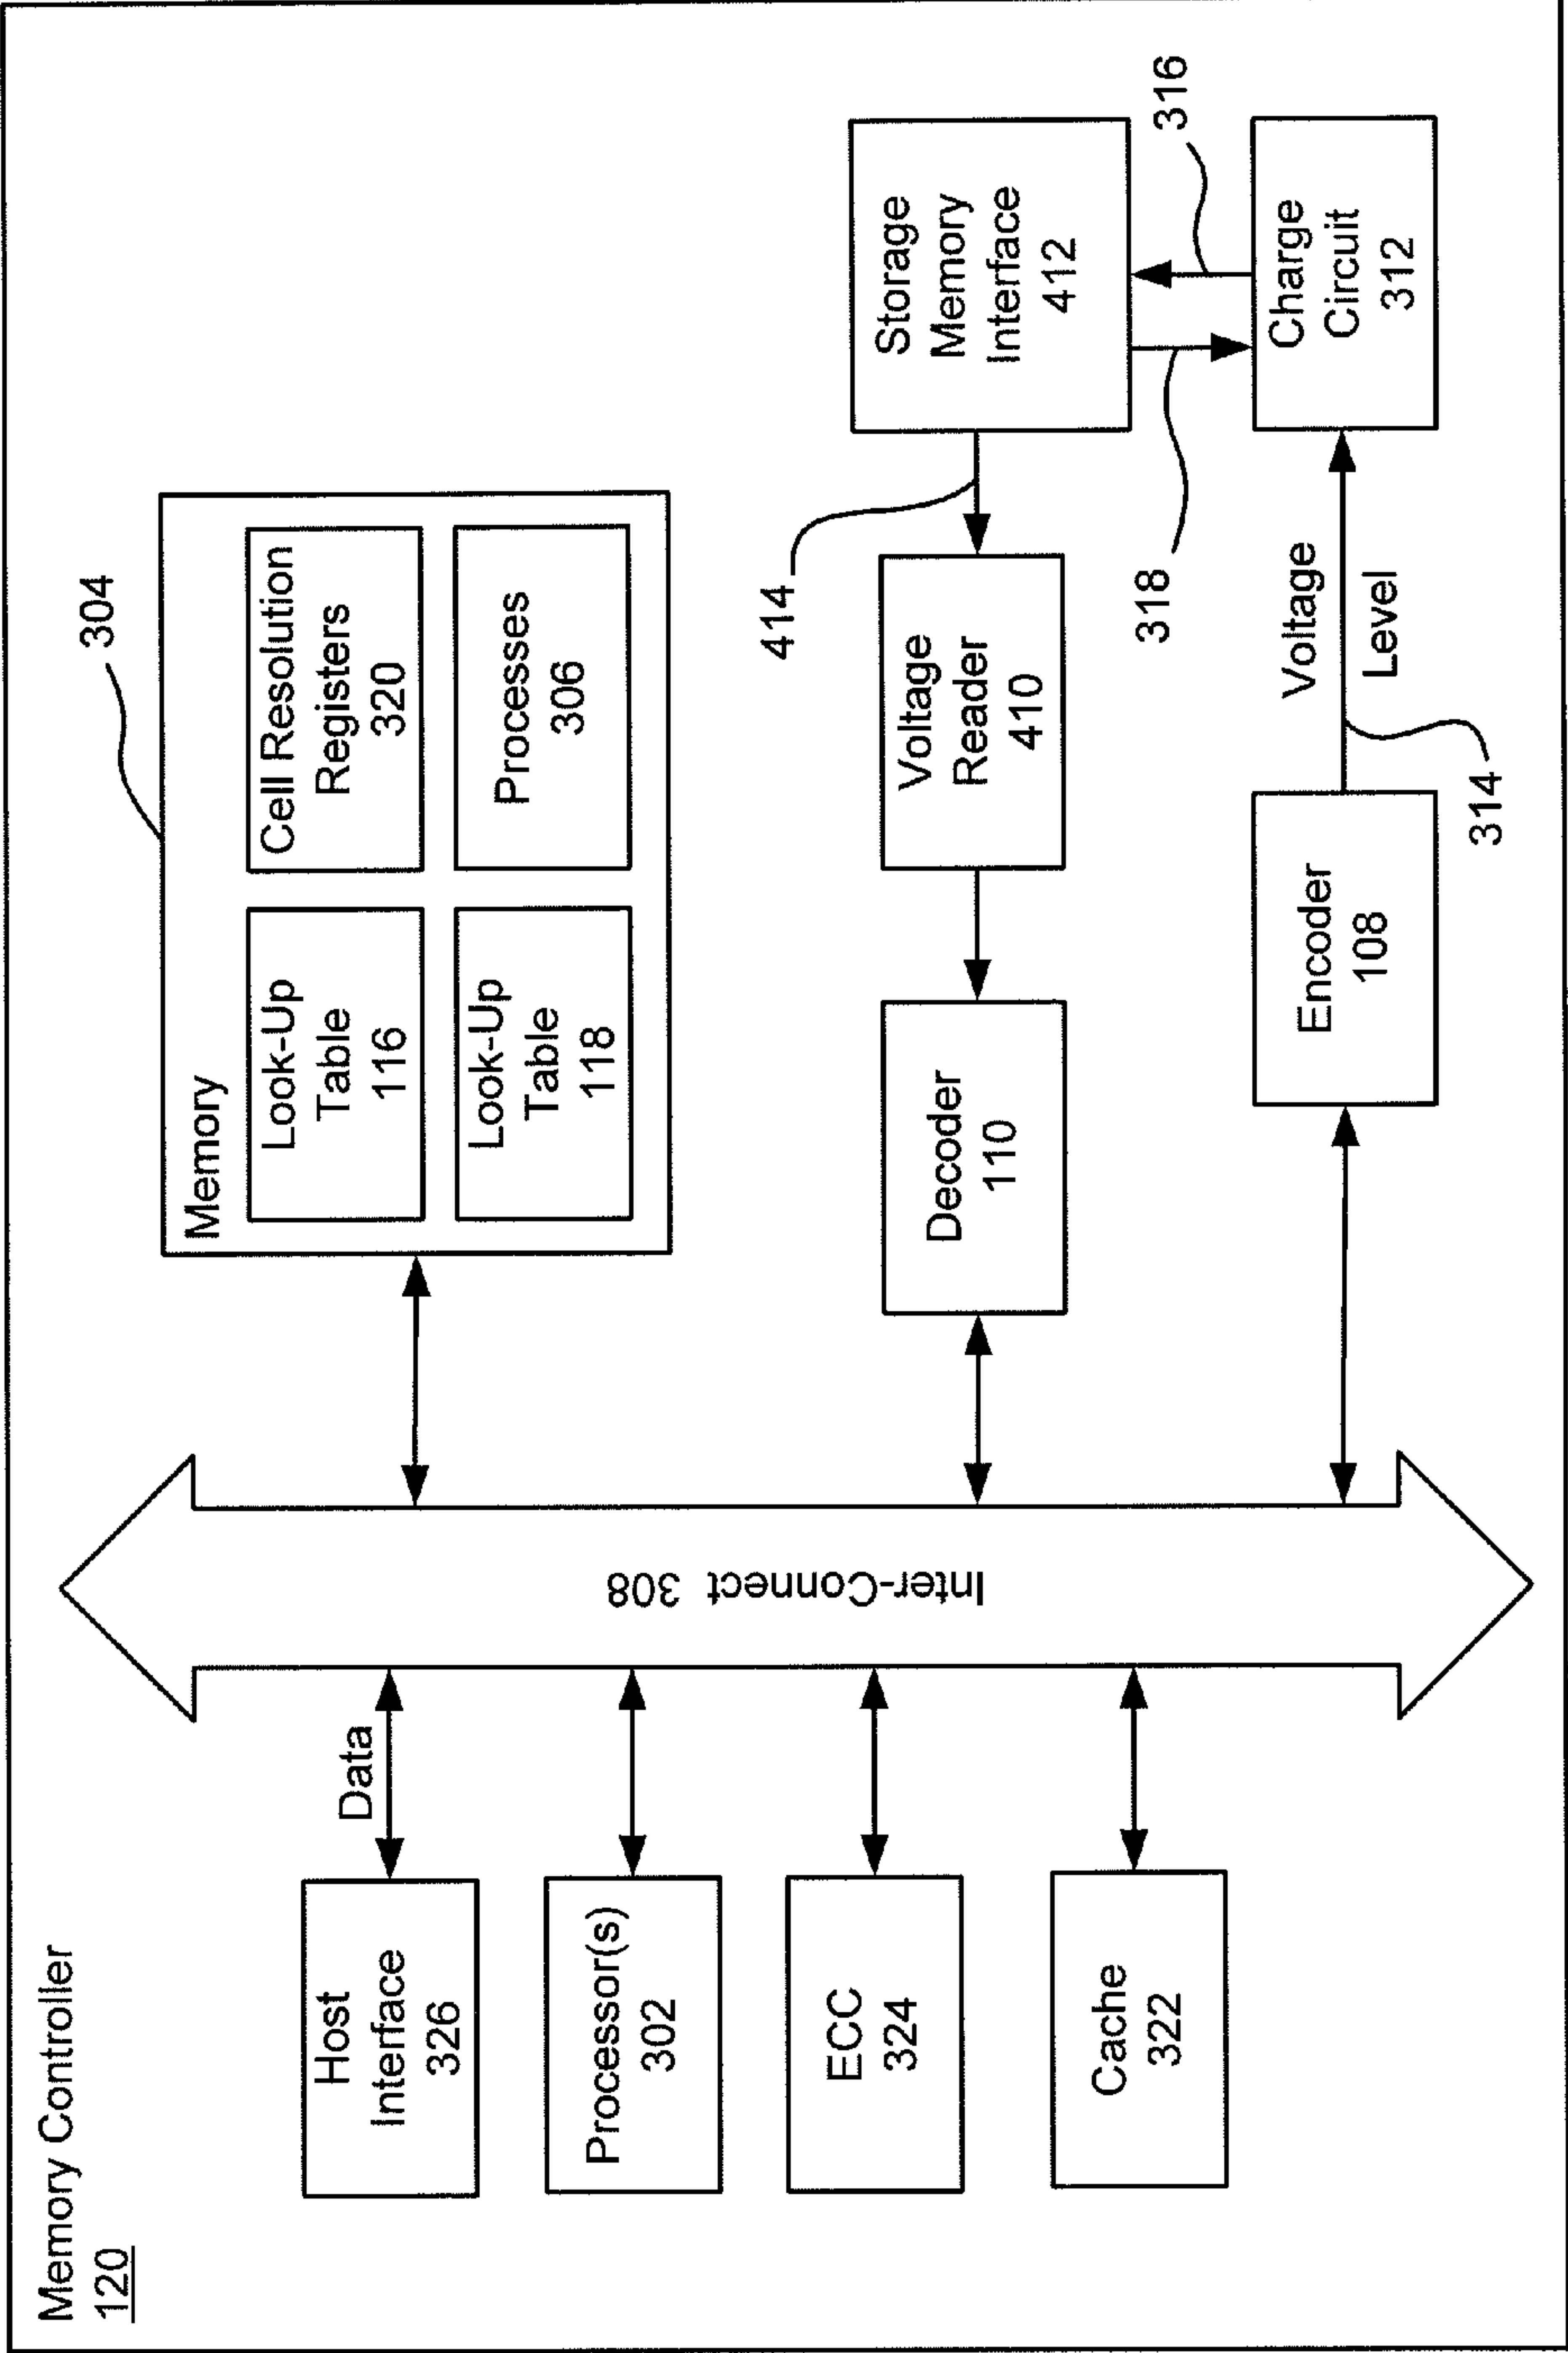 Memory Controller
120
Host
Interface
326
Data
Processor(s)
302
ECC
324
Cache
322
Inter-Connect 308
304
Memory
Look-Up
Table
116
Cell Resolution
Registers
320
Look-Up
Table
118
Processes
306
Decoder
110
Voltage
Reader
410
414
Storage
Memory
Interface
412
318
316
Encoder
108
Voltage
Level
314
Charge
Circuit
312